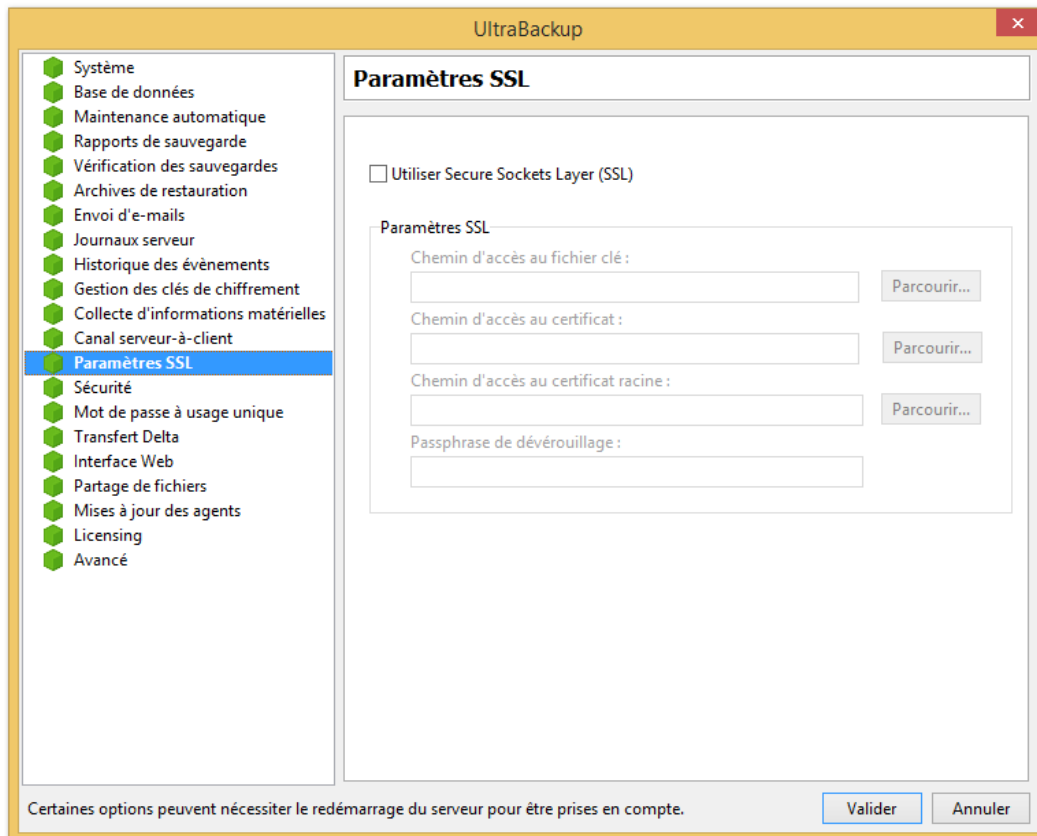 UltraBackup
Système
Base de données
Maintenance automatique
Rapports de sauvegarde
Vérification des sauvegardes
Archives de restauration
Envoi d'e-mails
Journaux serveur
Historique des évènements
Gestion des clés de chiffrement
Collecte d'informations matérielles
Canal serveur-à-client
Paramètres SSL
Sécurité
Mot de passe à usage unique
Transfert Delta
Interface Web
Partage de fichiers
Mises à jour des agents
Licensing
Avancé
Paramètres SSL
Utiliser Secure Sockets Layer (SSL)
Paramètres SSL
Chemin d'accès au fichier clé :
Parcourir...
Chemin d'accès au certificat :
Parcourir...
Chemin d'accès au certificat racine :
Parcourir...
Passphrase de dévérouillage :
Certaines options peuvent nécessiter le redémarrage du serveur pour être prises en compte.
Valider
Annuler